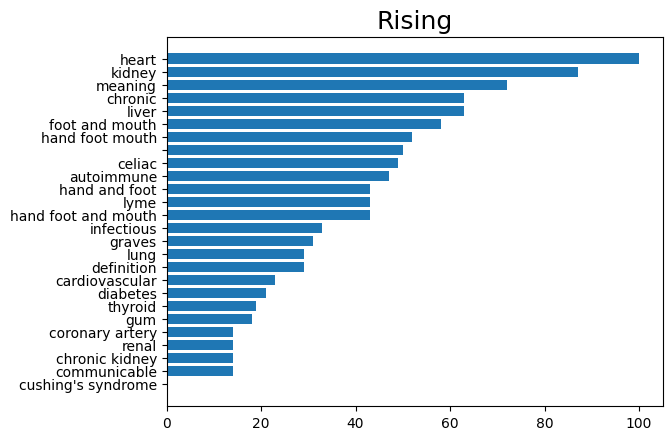 Rising
heart
kidney
meaning
chronic
liver
foot and mouth
hand foot mouth
celiac
autoimmune
hand and foot
lyme
hand foot and mouth
infectious
graves
lung
definition
cardiovascular
diabetes
thyroid
gum
coronary artery
renal
chronic kidney
communicable
cushing's syndrome
0 20 40 60 80 100